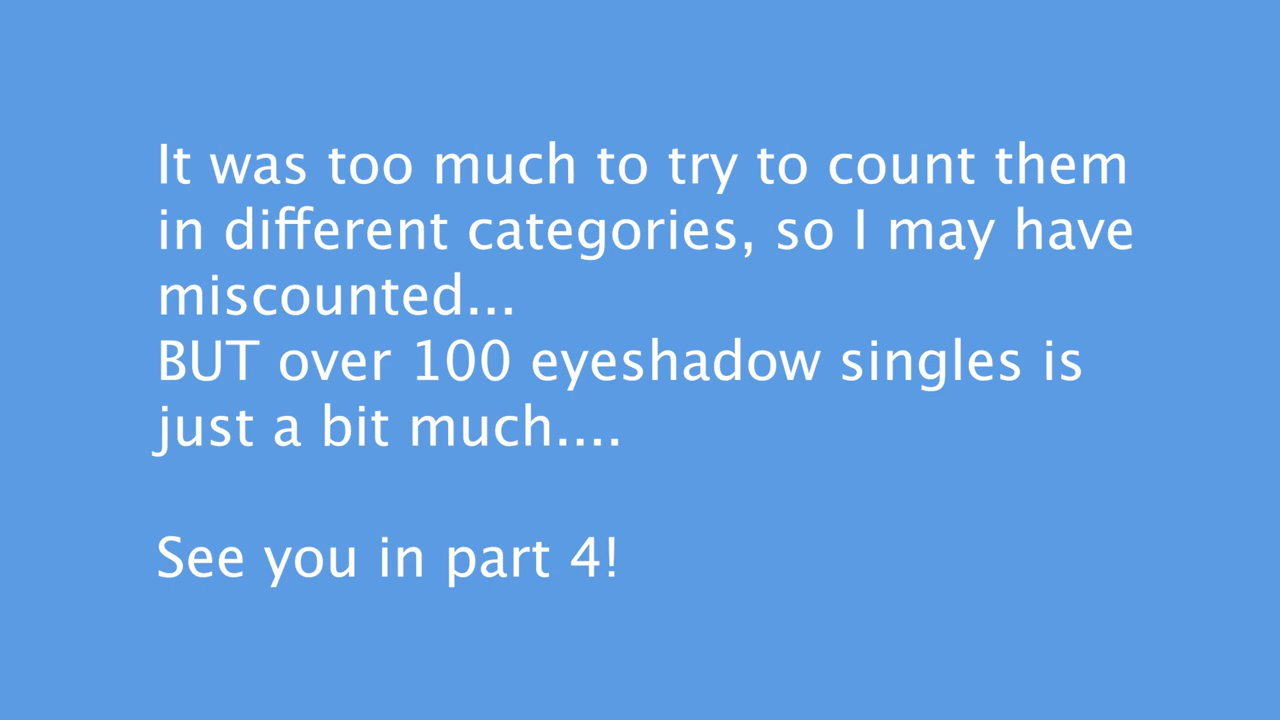 It was too much to try to count them
in different categories, so I may have
miscounted...
BUT over 100 eyeshadow singles is
just a bit much....
See you in part 4!